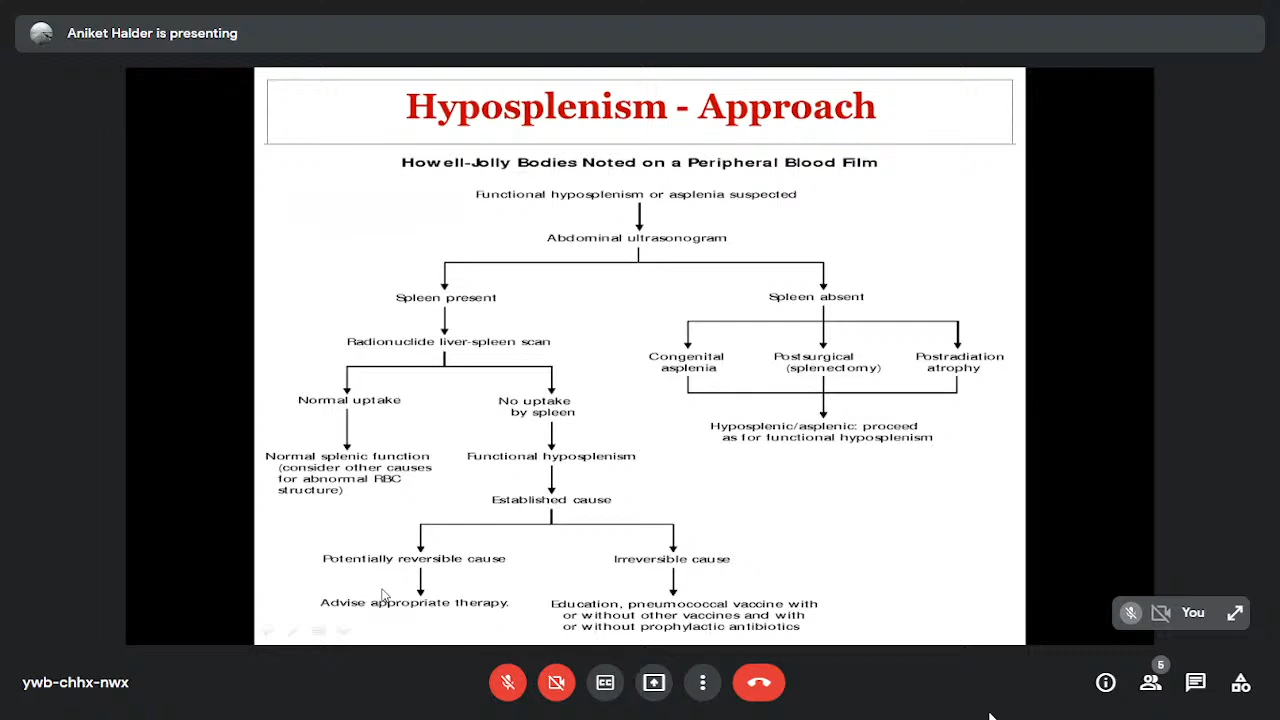 Aniket Halder is presenting
Hyposplenism - Approach
Howell-Jolly Bodies Noted on a Peripheral Blood Film
Functional hyposplenism or asplenia suspected
Abdominal ultrasonogram
Spleen present
Spleen absent
Radionuclide liver-spleen scan
Congenital
asplenia
Postsurgical
(splenectomy)
Postradiation
atrophy
Normal uptake
No uptake
by spleen
Hyposplenic/asplenic: proceed
as for functional hyposplenism
Normal splenic function
(consider other causes
for abnormal RBC
structure)
Functional hyposplenism
Established cause
Potentially reversible cause
Irreversible cause
Advise appropriate therapy.
Education, pneumococcal vaccine with
or without other vaccines and with
or without prophylactic antibiotics
You
ywb-chhx-nwx
CC
5